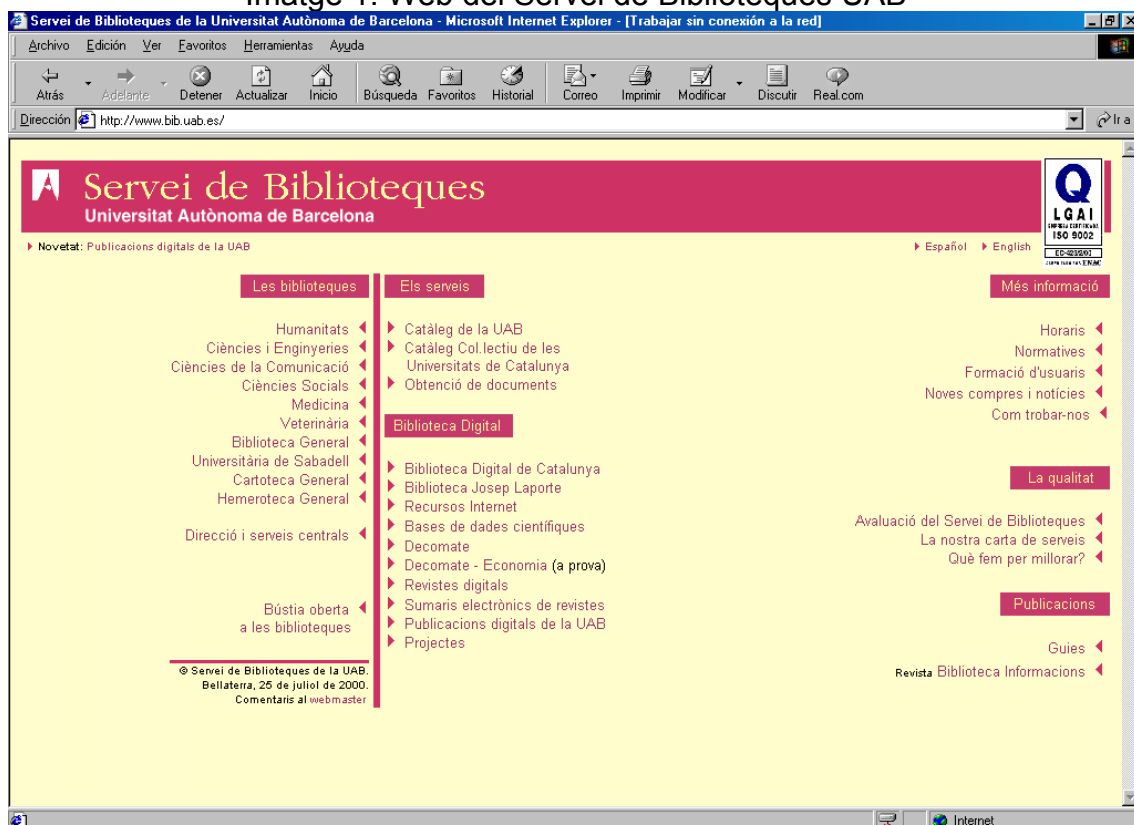 Imatge 1: Web del Servei de Biblioteques UAB
Servei de Biblioteques de la Universitat Autònoma de Barcelona - Microsoft Internet Explorer - [Trabajar sin conexión a la red]
Archivo Edición Ver Favoritos Herramientas Ayuda
Atrás Adelante Detener Actualizar Inicio Búsqueda Favoritos Historial Correo Imprimir Modificar Discutir Real.com
Dirección http://www.bib.uab.es/ Ir a
Servei de Biblioteques
Universitat Autònoma de Barcelona
Q
LGAI
ISO 9002
Novetat: Publicacions digitals de la UAB
Español English
Les biblioteques
Humanitats
Ciències i Enginyeries
Ciències de la Comunicació
Ciències Socials
Medicina
Veterinària
Biblioteca General
Universitària de Sabadell
Cartoteca General
Hemeroteca General
Direcció i serveis centrals
Bústia oberta
a les biblioteques
© Servei de Biblioteques de la UAB.
Bellaterra, 25 de juliol de 2000.
Comentaris al webmaster
Els serveis
Catàleg de la UAB
Catàleg Col.lectiu de les
Universitats de Catalunya
Obtenció de documents
Biblioteca Digital
Biblioteca Digital de Catalunya
Biblioteca Josep Laporte
Recursos Internet
Bases de dades científiques
Decomate
Decomate - Economia (a prova)
Revistes digitals
Sumaris electrònics de revistes
Publicacions digitals de la UAB
Projectes
Més informació
Horaris
Normatives
Formació d'usuaris
Noves compres i notícies
Com trobar-nos
La qualitat
Avaluació del Servei de Biblioteques
La nostra carta de serveis
Què fem per millorar?
Publicacions
Guies
Revista Biblioteca Informacions
Internet